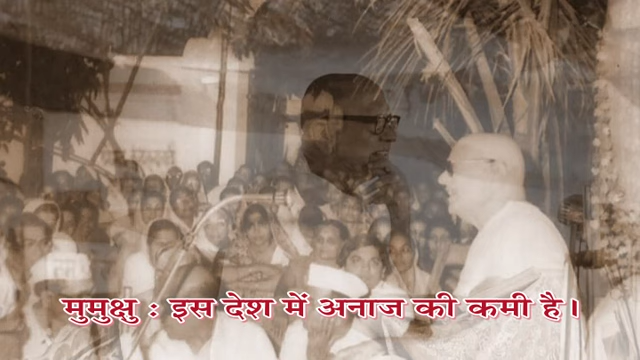 मुमुक्षु : इस देश में अनाज की कमी है।